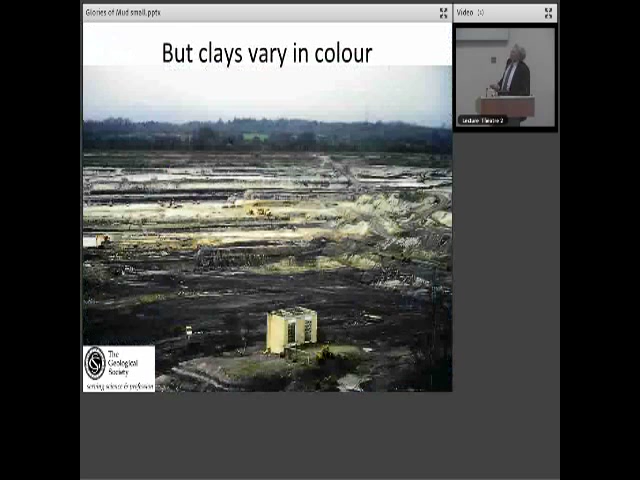 Glories of Mud small.pptx
Video
But clays vary in colour
Lecture Theatre 2
The
Geological
Society
serving science & profession